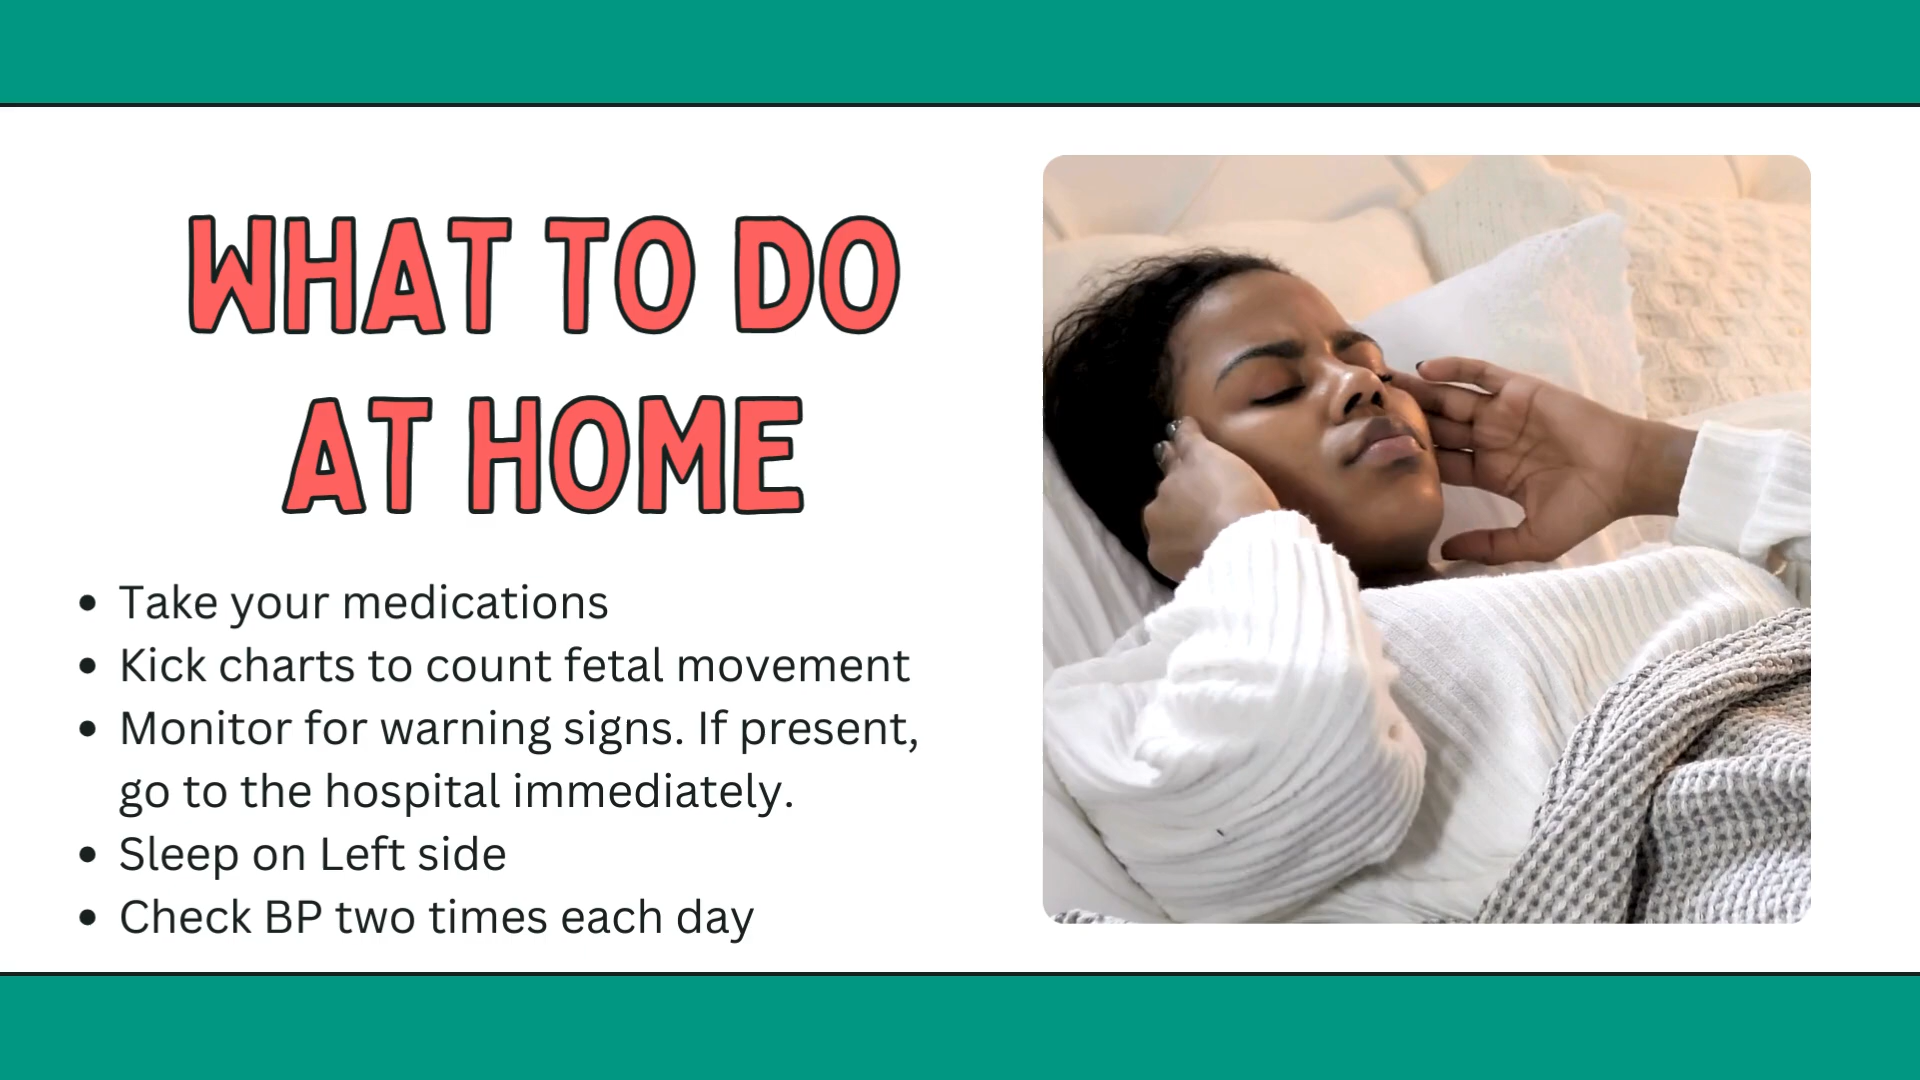 WHAT TO DO
AT HOME
• Take your medications
• Kick charts to count fetal movement
• Monitor for warning signs. If present,
go to the hospital immediately.
• Sleep on Left side
• Check BP two times each day